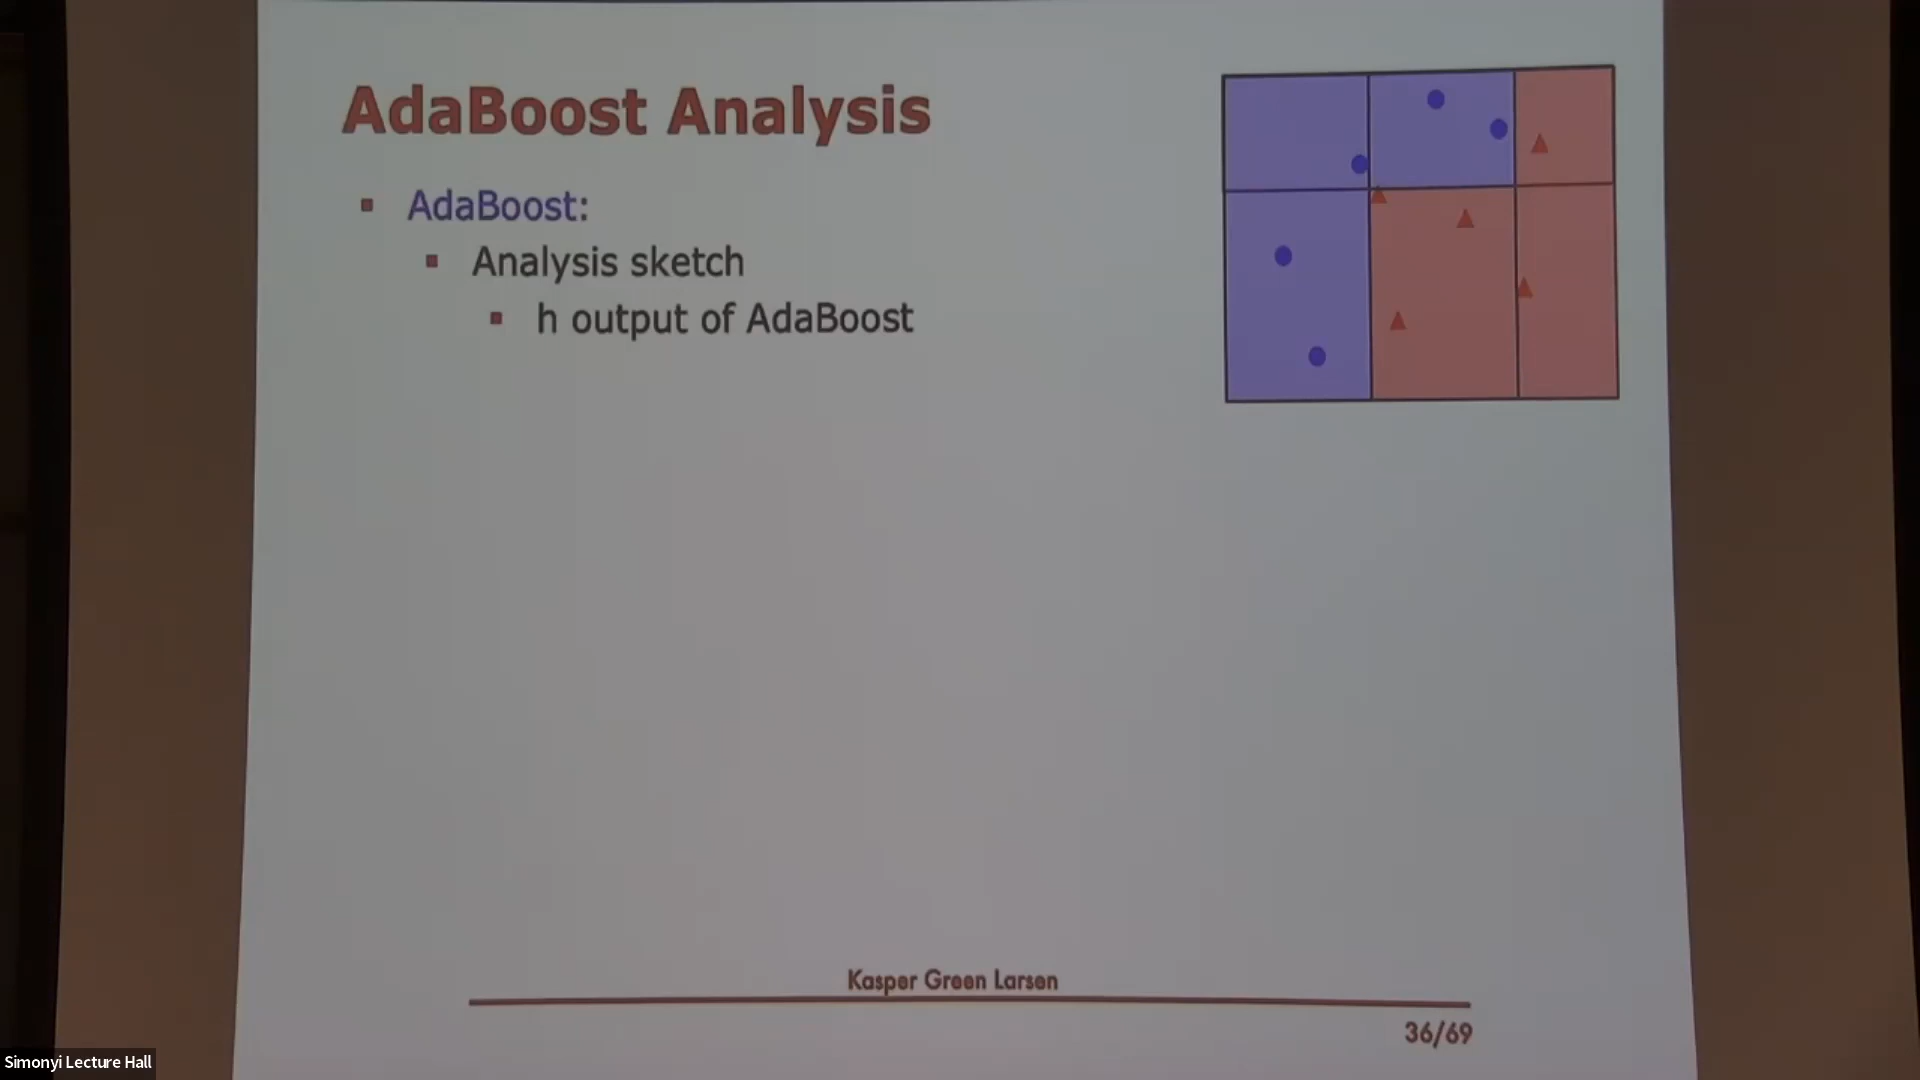 AdaBoost Analysis
AdaBoost:
Analysis sketch
h output of AdaBoost
Kasper Green Larsen
36/69
Simonyi Lecture Hall